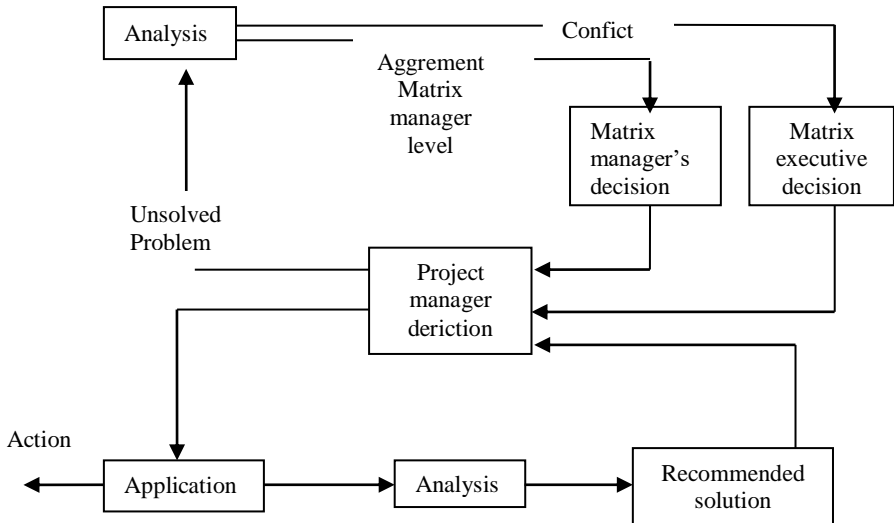 Analysis
Confict
Aggrement
Matrix
manager
level
Matrix
manager’s
decision
Matrix
executive
decision
Unsolved
Problem
Project
manager
deriction
Action
Application
Analysis
Recommended
solution